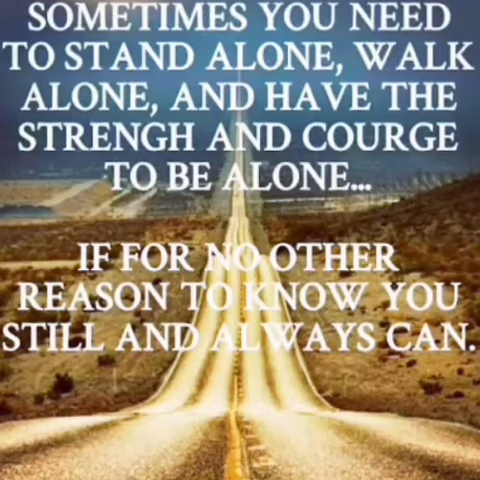 SOMETIMES YOU NEED
TO STAND ALONE, WALK
ALONE, AND HAVE THE
STRENGH AND COURGE
TO BE ALONE...
IF FOR NO OTHER
REASON TO KNOW YOU
STILL AND ALWAYS CAN.